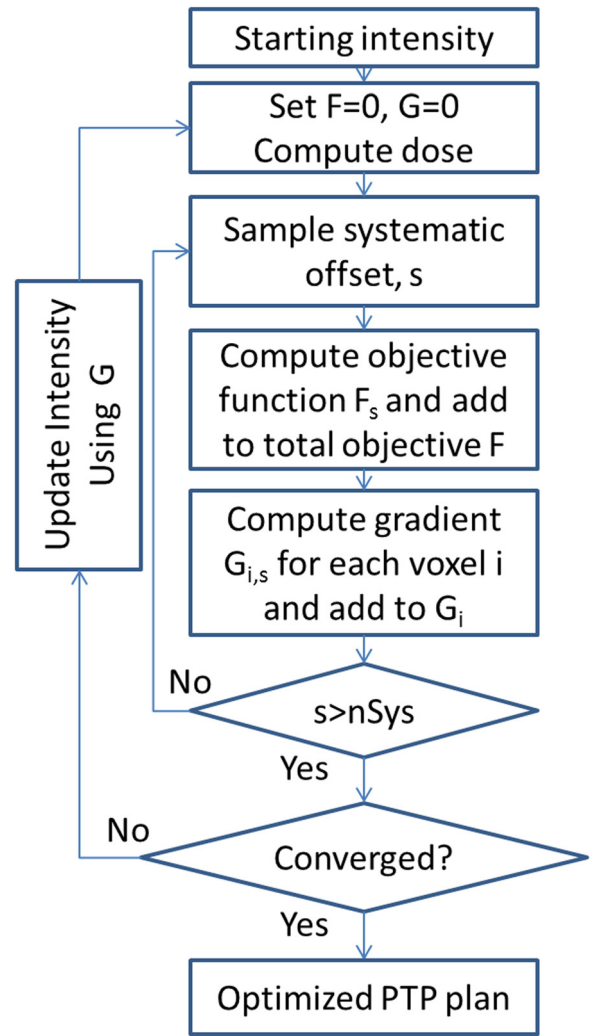 Starting intensity
Set F=0, G=0
Compute dose
Sample systematic
offset, s
Update Intensity
Using G
Compute objective
function Fₛ and add
to total objective F
Compute gradient
Gᵢ,ₛ for each voxel i
and add to Gᵢ
No
s>nSys
Yes
No
Converged?
Yes
Optimized PTP plan